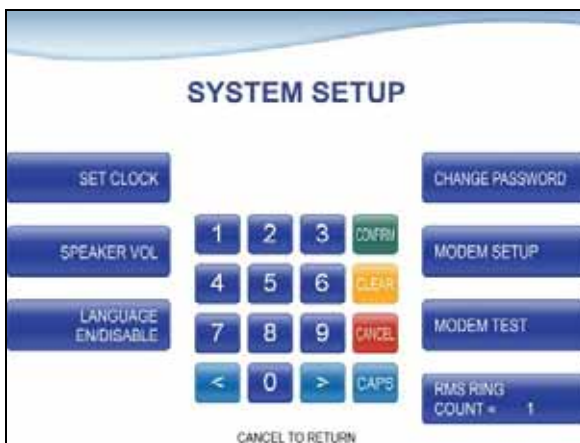 SYSTEM SETUP
SET CLOCK
CHANGE PASSWORD
1 2 3 CONFIRM
SPEAKER VOL
MODEM SETUP
4 5 6 CLEAR
LANGUAGE
EN/DISABLE
7 8 9 CANCEL
MODEM TEST
< 0 > CAPS
RMS RING
COUNT = 1
CANCEL TO RETURN